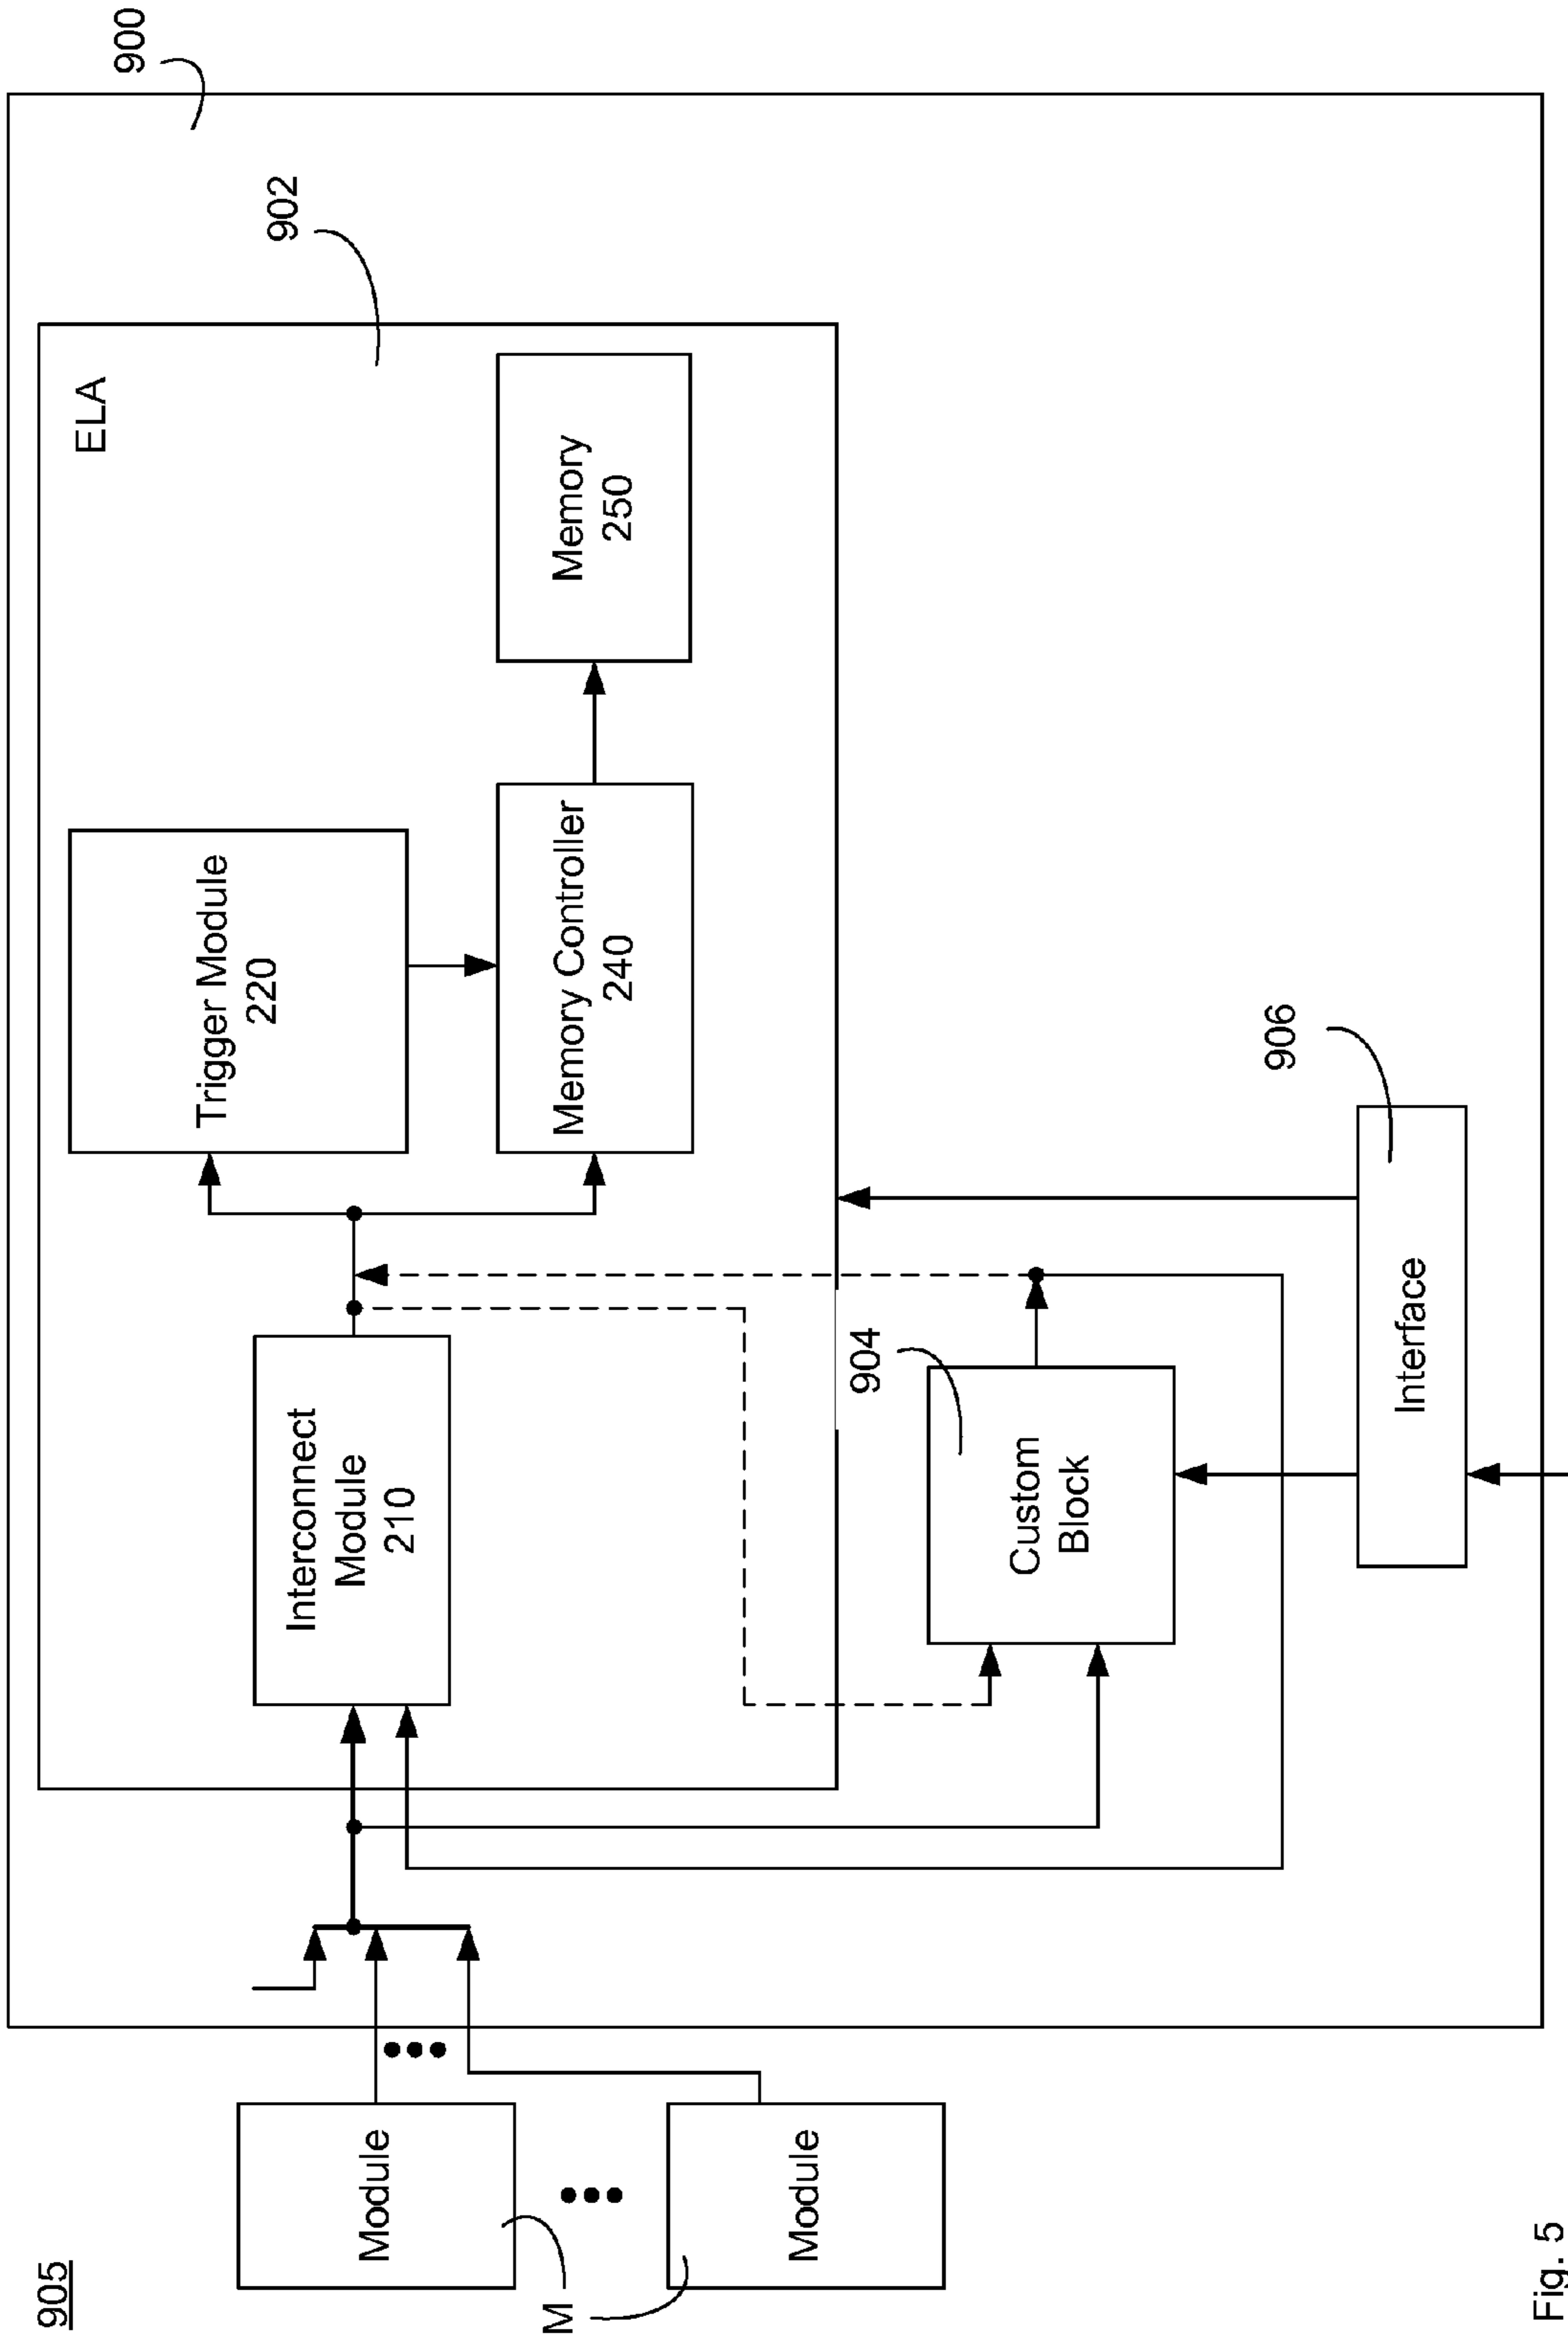 905
900
902
ELA
Trigger Module
220
Interconnect
Module
210
Memory Controller
240
Memory
250
Module
M
Module
904
Custom
Block
906
Interface
Fig. 5